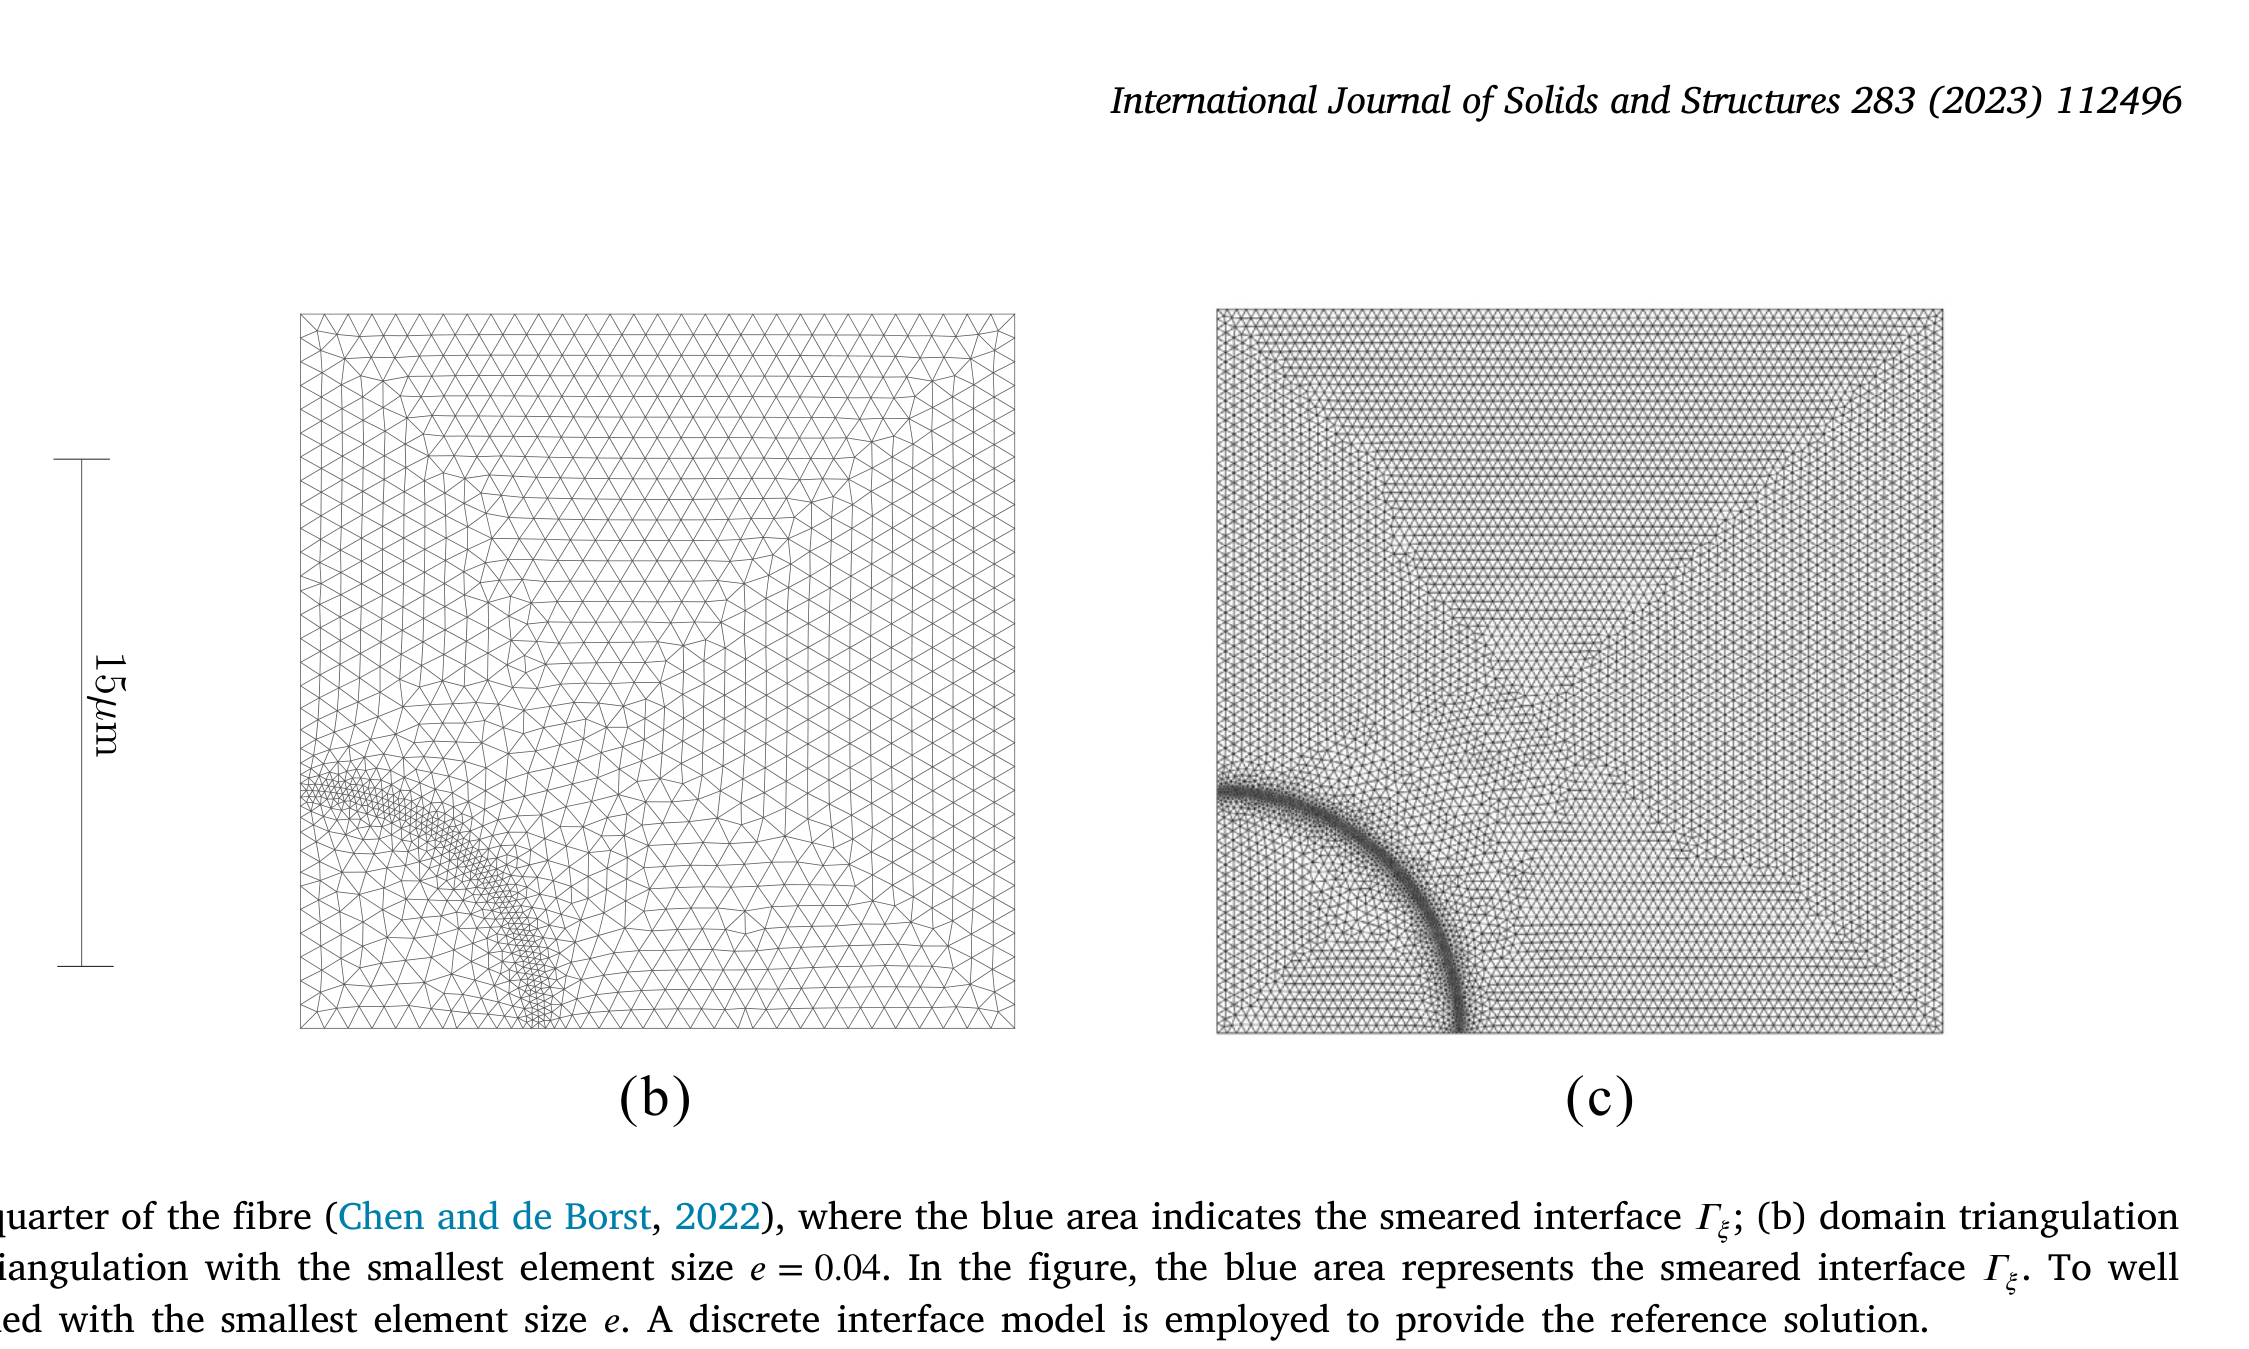 International Journal of Solids and Structures 283 (2023) 112496
15μm
(b)
(c)
quarter of the fibre (Chen and de Borst, 2022), where the blue area indicates the smeared interface Γξ; (b) domain triangulation
with the smallest element size e = 0.04. In the figure, the blue area represents the smeared interface Γξ. To well
with the smallest element size e. A discrete interface model is employed to provide the reference solution.